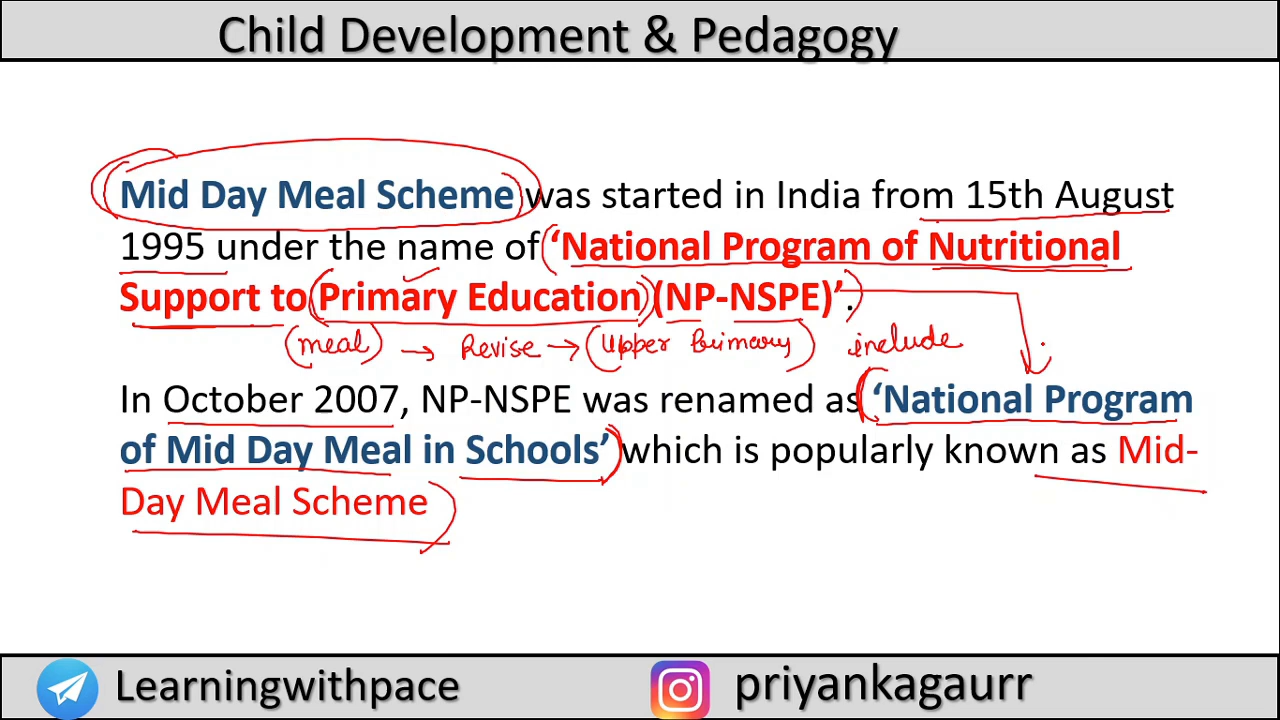 Child Development & Pedagogy
Mid Day Meal Scheme was started in India from 15th August
1995 under the name of ‘National Program of Nutritional
Support to Primary Education (NP-NSPE)’.
(meal) → Revise → (Upper Primary) include
In October 2007, NP-NSPE was renamed as ‘National Program
of Mid Day Meal in Schools’ which is popularly known as Mid-
Day Meal Scheme
Learningwithpace
priyankagaurr